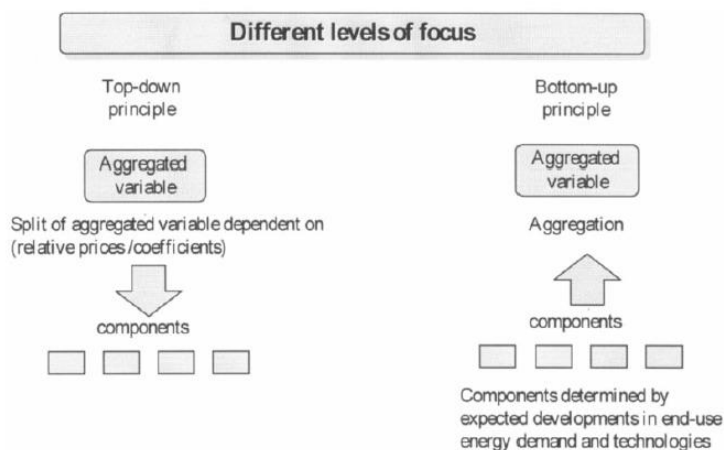 Different levels of focus
Top-down
principle
Aggregated
variable
Split of aggregated variable dependent on
(relative prices/coefficients)
components
Bottom-up
principle
Aggregated
variable
Aggregation
components
Components determined by
expected developments in end-use
energy demand and technologies